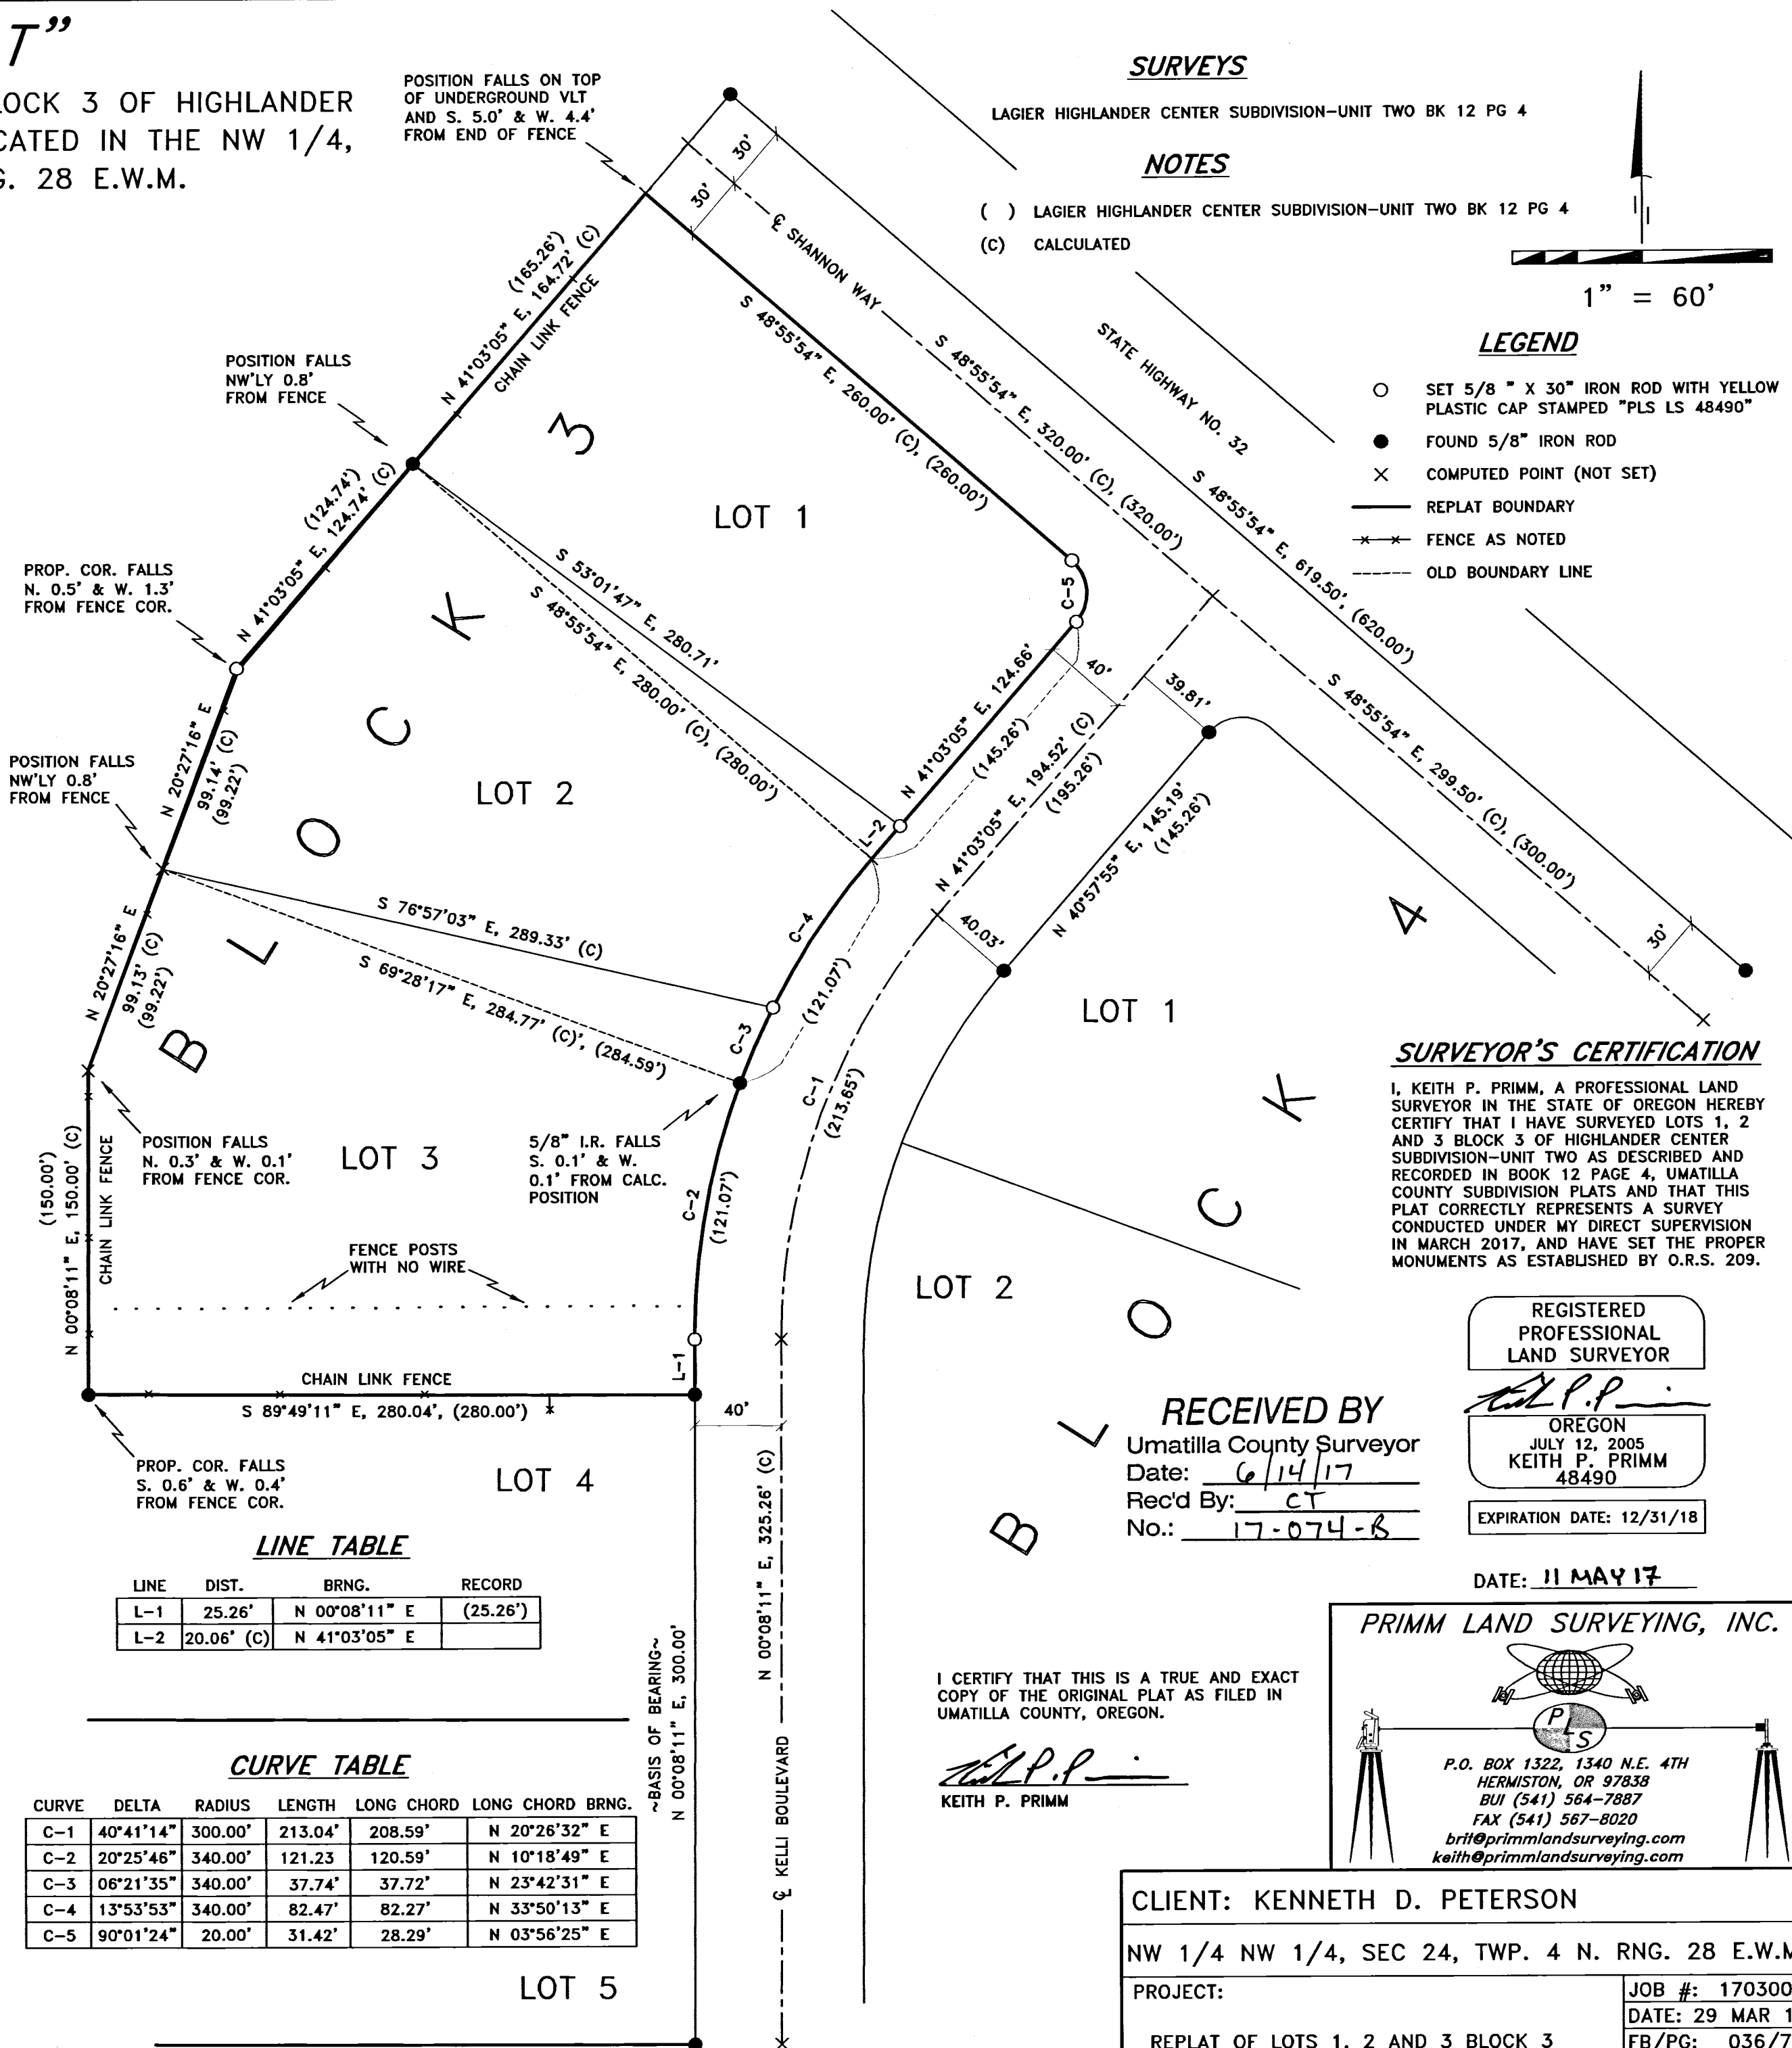 T"
LOCK 3 OF HIGHLANDER
CATED IN THE NW 1/4,
G. 28 E.W.M.
POSITION FALLS ON TOP
OF UNDERGROUND VLT
AND S. 5.0' & W. 4.4'
FROM END OF FENCE
SURVEYS
LAGIER HIGHLANDER CENTER SUBDIVISION-UNIT TWO BK 12 PG 4
NOTES
( ) LAGIER HIGHLANDER CENTER SUBDIVISION-UNIT TWO BK 12 PG 4
(C) CALCULATED
1" = 60'
LEGEND
SET 5/8 " X 30" IRON ROD WITH YELLOW
PLASTIC CAP STAMPED "PLS LS 48490"
FOUND 5/8" IRON ROD
COMPUTED POINT (NOT SET)
REPLAT BOUNDARY
FENCE AS NOTED
OLD BOUNDARY LINE
30'
30'
℄ SHANNON WAY
STATE HIGHWAY NO. 32
(165.26')
N 41°03'05" E, 164.72' (C)
CHAIN LINK FENCE
S 48°55'54" E, 260.00' (C), (260.00')
S 48°55'54" E, 320.00' (C), (320.00')
S 48°55'54" E, 619.50', (620.00')
S 48°55'54" E, 299.50' (C), (300.00')
30'
POSITION FALLS
NW'LY 0.8'
FROM FENCE
(124.74')
N 41°03'05" E, 124.74' (C)
PROP. COR. FALLS
N. 0.5' & W. 1.3'
FROM FENCE COR.
BLOCK 3
LOT 1
S 53°01'47" E, 280.71'
S 48°55'54" E, 280.00' (C), (280.00')
C-5
N 41°03'05" E, 124.66'
(145.26')
40'
39.81'
N 41°03'05" E, 194.52' (C)
(195.26')
N 40°57'55" E, 145.19'
(145.26')
40.03'
L-2
LOT 2
POSITION FALLS
NW'LY 0.8'
FROM FENCE
N 20°27'16" E
99.14' (C)
(99.22')
N 20°27'16" E
99.13' (C)
(99.22')
S 76°57'03" E, 289.33' (C)
S 69°28'17" E, 284.77' (C)', (284.59')
C-4
(121.07')
C-3
C-1
(213.65')
C-2
(121.07')
BLOCK 4
LOT 1
LOT 2
POSITION FALLS
N. 0.3' & W. 0.1'
FROM FENCE COR.
LOT 3
5/8" I.R. FALLS
S. 0.1' & W.
0.1' FROM CALC.
POSITION
(150.00')
N 00°08'11" E, 150.00' (C)
CHAIN LINK FENCE
FENCE POSTS
WITH NO WIRE
L-1
CHAIN LINK FENCE
S 89°49'11" E, 280.04', (280.00')
40'
PROP. COR. FALLS
S. 0.6' & W. 0.4'
FROM FENCE COR.
LOT 4
N 00°08'11" E, 325.26' (C)
~BASIS OF BEARING~
N 00°08'11" E, 300.00'
℄ KELLI BOULEVARD
LOT 5
SURVEYOR'S CERTIFICATION
I, KEITH P. PRIMM, A PROFESSIONAL LAND
SURVEYOR IN THE STATE OF OREGON HEREBY
CERTIFY THAT I HAVE SURVEYED LOTS 1, 2
AND 3 BLOCK 3 OF HIGHLANDER CENTER
SUBDIVISION-UNIT TWO AS DESCRIBED AND
RECORDED IN BOOK 12 PAGE 4, UMATILLA
COUNTY SUBDIVISION PLATS AND THAT THIS
PLAT CORRECTLY REPRESENTS A SURVEY
CONDUCTED UNDER MY DIRECT SUPERVISION
IN MARCH 2017, AND HAVE SET THE PROPER
MONUMENTS AS ESTABLISHED BY O.R.S. 209.
REGISTERED
PROFESSIONAL
LAND SURVEYOR
OREGON
JULY 12, 2005
KEITH P. PRIMM
48490
EXPIRATION DATE: 12/31/18
DATE: 11 MAY 17
RECEIVED BY
Umatilla County Surveyor
Date: 6/14/17
Rec'd By: CT
No.: 17-074-B
LINE TABLE
LINE DIST. BRNG. RECORD
L-1 25.26' N 00°08'11" E (25.26')
L-2 20.06' (C) N 41°03'05" E
CURVE TABLE
CURVE DELTA RADIUS LENGTH LONG CHORD LONG CHORD BRNG.
C-1 40°41'14" 300.00' 213.04' 208.59' N 20°26'32" E
C-2 20°25'46" 340.00' 121.23 120.59' N 10°18'49" E
C-3 06°21'35" 340.00' 37.74' 37.72' N 23°42'31" E
C-4 13°53'53" 340.00' 82.47' 82.27' N 33°50'13" E
C-5 90°01'24" 20.00' 31.42' 28.29' N 03°56'25" E
I CERTIFY THAT THIS IS A TRUE AND EXACT
COPY OF THE ORIGINAL PLAT AS FILED IN
UMATILLA COUNTY, OREGON.
KEITH P. PRIMM
PRIMM LAND SURVEYING, INC.
PLS
P.O. BOX 1322, 1340 N.E. 4TH
HERMISTON, OR 97838
BUI (541) 564-7887
FAX (541) 567-8020
brit@primmlandsurveying.com
keith@primmlandsurveying.com
CLIENT: KENNETH D. PETERSON
NW 1/4 NW 1/4, SEC 24, TWP. 4 N. RNG. 28 E.W.M
PROJECT:
REPLAT OF LOTS 1, 2 AND 3 BLOCK 3
JOB #: 170300
DATE: 29 MAR 1
FB/PG: 036/7